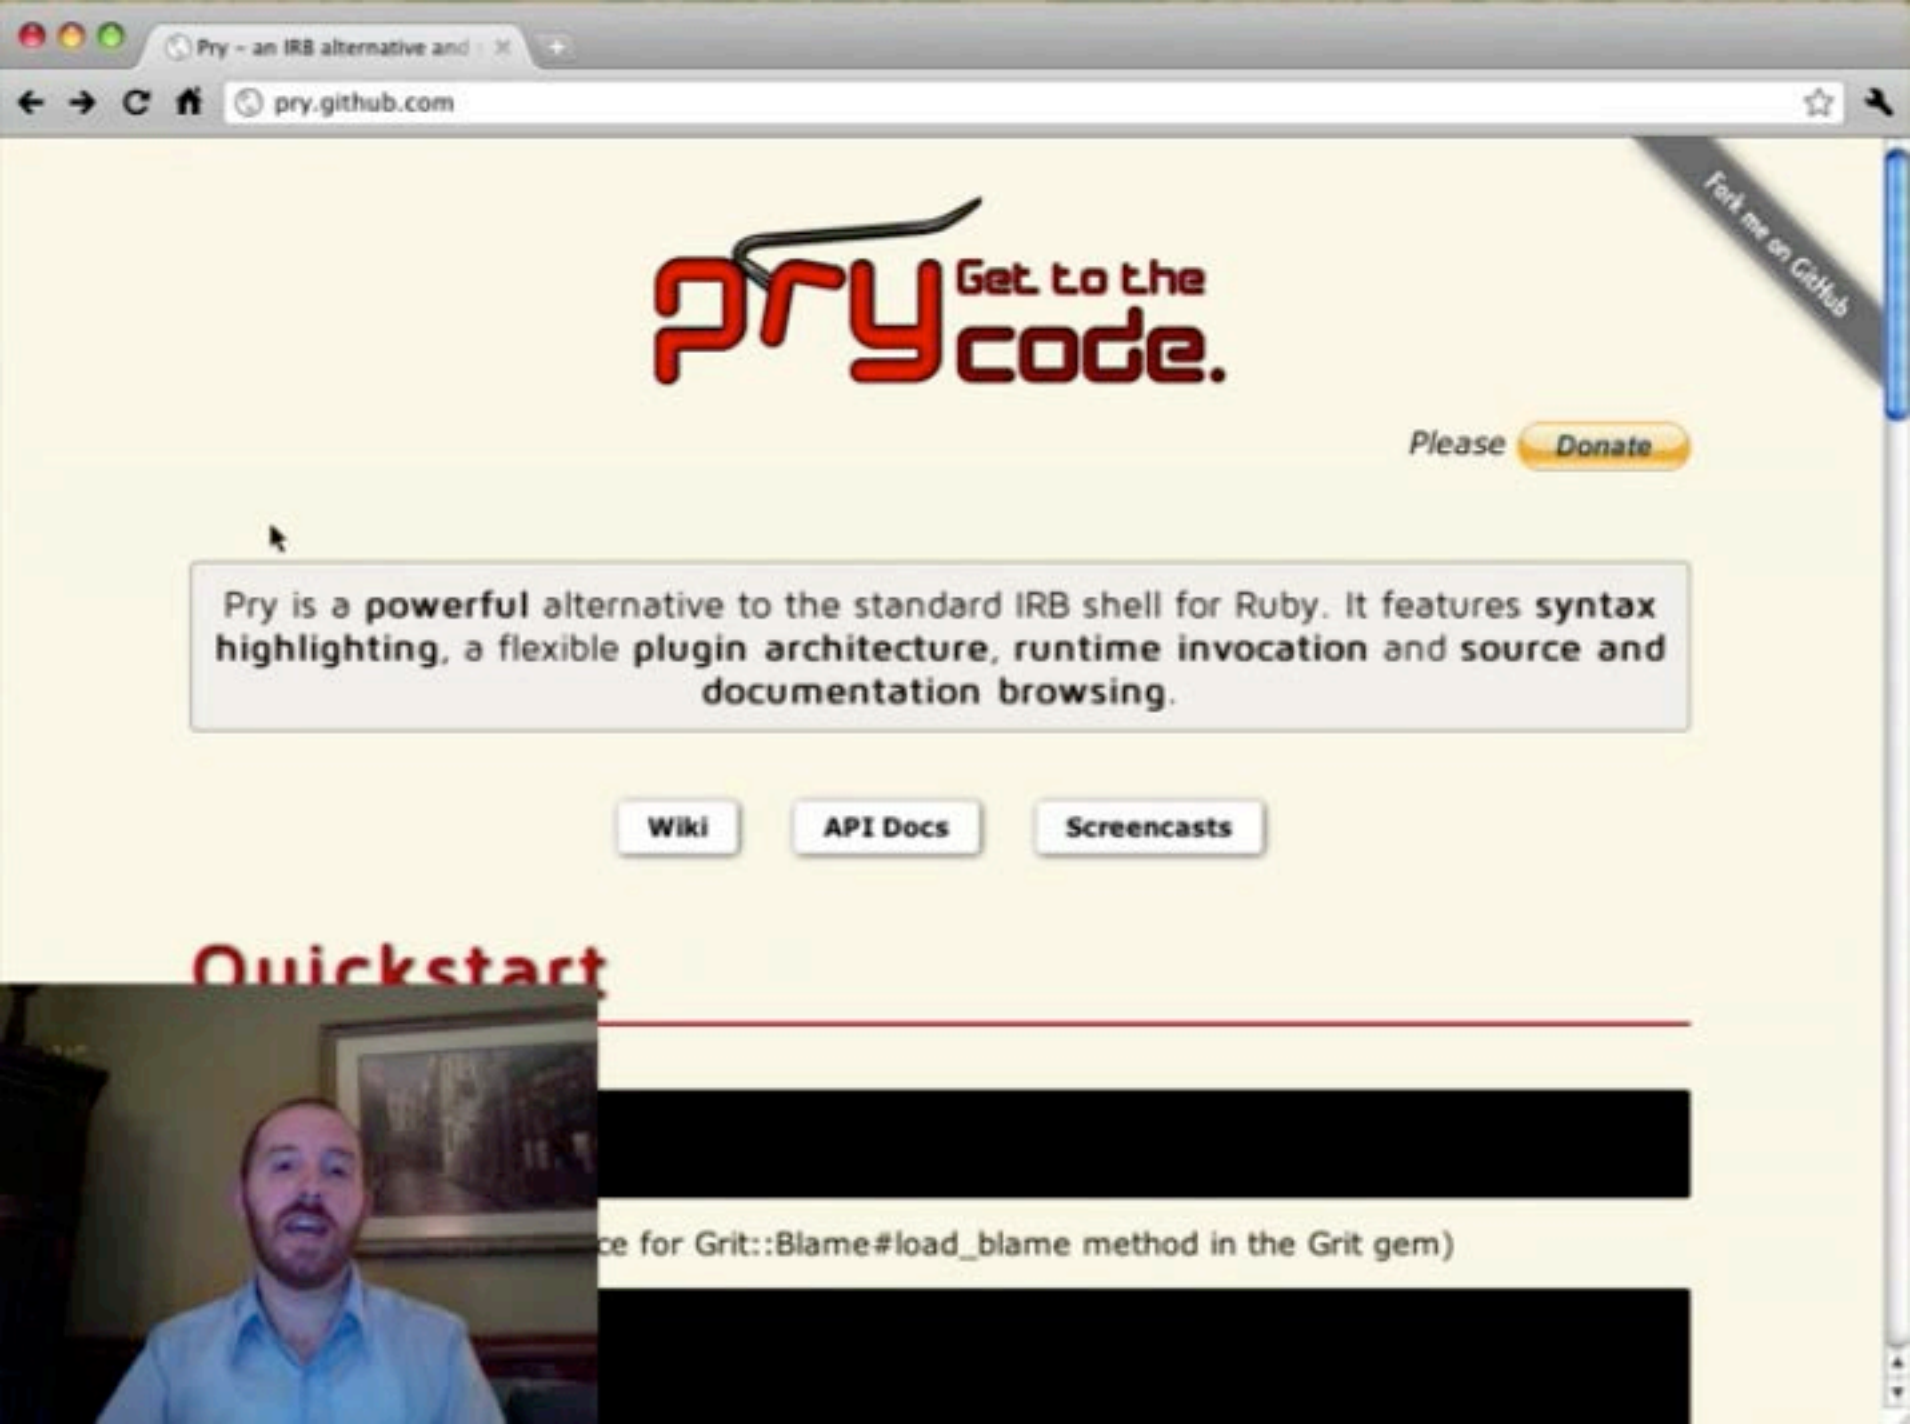 Pry – an IRB alternative and
pry.github.com
Fork me on GitHub
pry Get to the
code.
Please Donate
Pry is a powerful alternative to the standard IRB shell for Ruby. It features syntax
highlighting, a flexible plugin architecture, runtime invocation and source and
documentation browsing.
Wiki API Docs Screencasts
Quickstart
ce for Grit::Blame#load_blame method in the Grit gem)